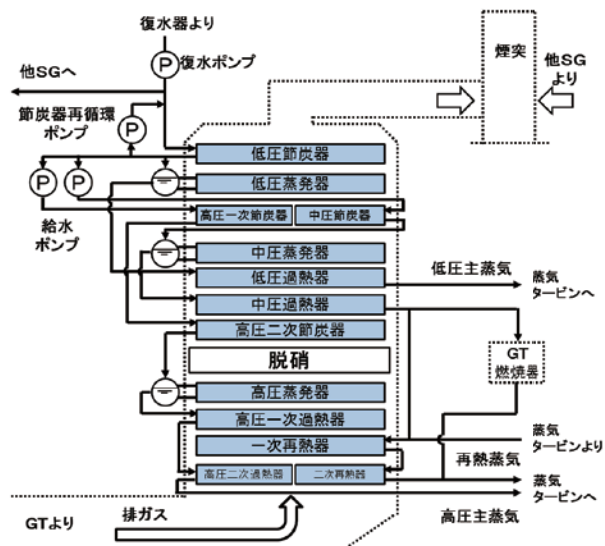 復水器より
P
復水ポンプ
他SGへ
煙突
他SG
より
節炭器再循環
ポンプ
P
低圧節炭器
P
P
低圧蒸発器
給水
ポンプ
高圧一次節炭器
中圧節炭器
中圧蒸発器
低圧過熱器
低圧主蒸気
蒸気
タービンへ
中圧過熱器
高圧二次節炭器
脱硝
GT
燃焼器
高圧蒸発器
高圧一次過熱器
一次再熱器
蒸気
タービンより
再熱蒸気
高圧二次過熱器
二次再熱器
蒸気
タービンへ
高圧主蒸気
GTより
排ガス